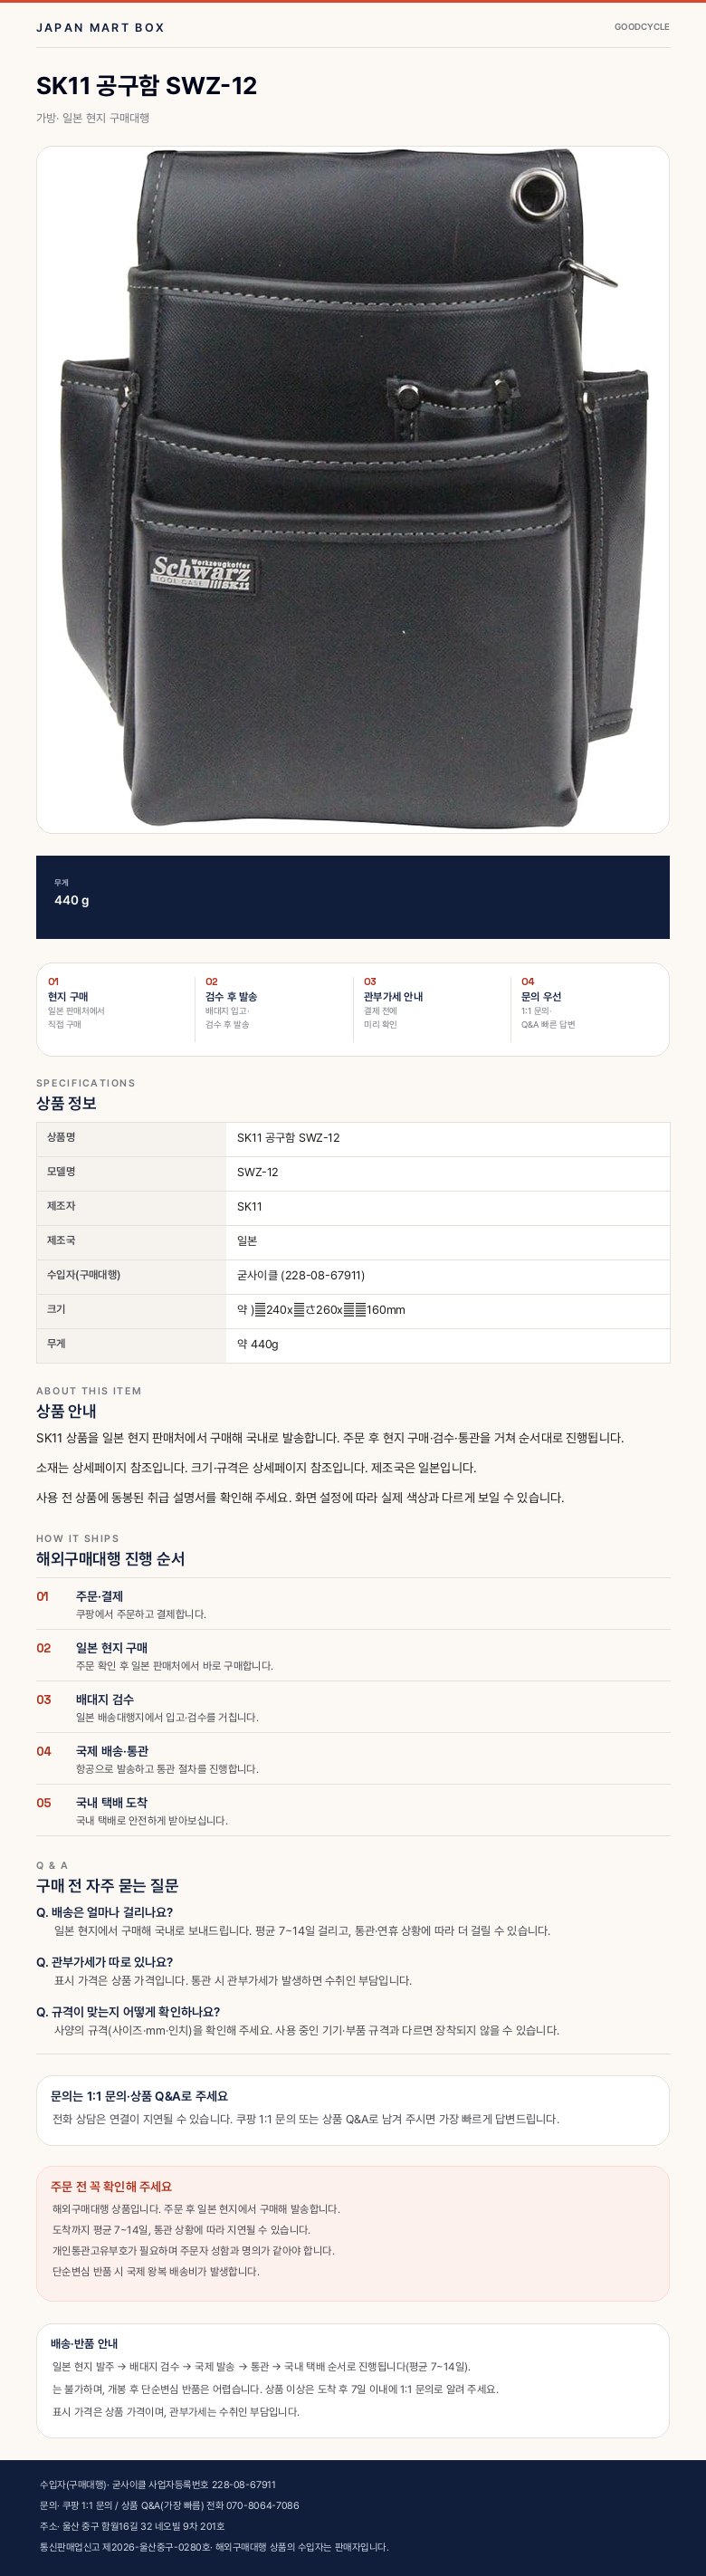 JAPAN MART BOX
GOODCYCLE
SK11 공구함 SWZ-12
가방· 일본 현지 구매대행
Werkzeugkoffer
Schwarz
TOOL CASE SK11
무게
440 g
01
현지 구매
일본 판매처에서
직접 구매
02
검수 후 발송
배대지 입고·
검수 후 발송
03
관부가세 안내
결제 전에
미리 확인
04
문의 우선
1:1 문의·
Q&A 빠른 답변
SPECIFICATIONS
상품 정보
상품명 SK11 공구함 SWZ-12
모델명 SWZ-12
제조자 SK11
제조국 일본
수입자(구매대행) 굳사이클 (228-08-67911)
크기 약 240x 260x 160mm
무게 약 440g
ABOUT THIS ITEM
상품 안내
SK11 상품을 일본 현지 판매처에서 구매해 국내로 발송합니다. 주문 후 현지 구매·검수·통관을 거쳐 순서대로 진행됩니다.
소재는 상세페이지 참조입니다. 크기·규격은 상세페이지 참조입니다. 제조국은 일본입니다.
사용 전 상품에 동봉된 취급 설명서를 확인해 주세요. 화면 설정에 따라 실제 색상과 다르게 보일 수 있습니다.
HOW IT SHIPS
해외구매대행 진행 순서
01 주문·결제
쿠팡에서 주문하고 결제합니다.
02 일본 현지 구매
주문 확인 후 일본 판매처에서 바로 구매합니다.
03 배대지 검수
일본 배송대행지에서 입고·검수를 거칩니다.
04 국제 배송·통관
항공으로 발송하고 통관 절차를 진행합니다.
05 국내 택배 도착
국내 택배로 안전하게 받아보십니다.
Q & A
구매 전 자주 묻는 질문
Q. 배송은 얼마나 걸리나요?
일본 현지에서 구매해 국내로 보내드립니다. 평균 7~14일 걸리고, 통관·연휴 상황에 따라 더 걸릴 수 있습니다.
Q. 관부가세가 따로 있나요?
표시 가격은 상품 가격입니다. 통관 시 관부가세가 발생하면 수취인 부담입니다.
Q. 규격이 맞는지 어떻게 확인하나요?
사양의 규격(사이즈·mm·인치)을 확인해 주세요. 사용 중인 기기·부품 규격과 다르면 장착되지 않을 수 있습니다.
문의는 1:1 문의·상품 Q&A로 주세요
전화 상담은 연결이 지연될 수 있습니다. 쿠팡 1:1 문의 또는 상품 Q&A로 남겨 주시면 가장 빠르게 답변드립니다.
주문 전 꼭 확인해 주세요
해외구매대행 상품입니다. 주문 후 일본 현지에서 구매해 발송합니다.
도착까지 평균 7~14일, 통관 상황에 따라 지연될 수 있습니다.
개인통관고유부호가 필요하며 주문자 성함과 명의가 같아야 합니다.
단순변심 반품 시 국제 왕복 배송비가 발생합니다.
배송·반품 안내
일본 현지 발주 → 배대지 검수 → 국제 발송 → 통관 → 국내 택배 순서로 진행됩니다(평균 7~14일).
는 불가하며, 개봉 후 단순변심 반품은 어렵습니다. 상품 이상은 도착 후 7일 이내에 1:1 문의로 알려 주세요.
표시 가격은 상품 가격이며, 관부가세는 수취인 부담입니다.
수입자(구매대행)· 굳사이클 사업자등록번호 228-08-67911
문의· 쿠팡 1:1 문의 / 상품 Q&A(가장 빠름) 전화 070-8064-7086
주소· 울산 중구 함월16길 32 네오빌 9차 201호
통신판매업신고 제2026-울산중구-0280호· 해외구매대행 상품의 수입자는 판매자입니다.